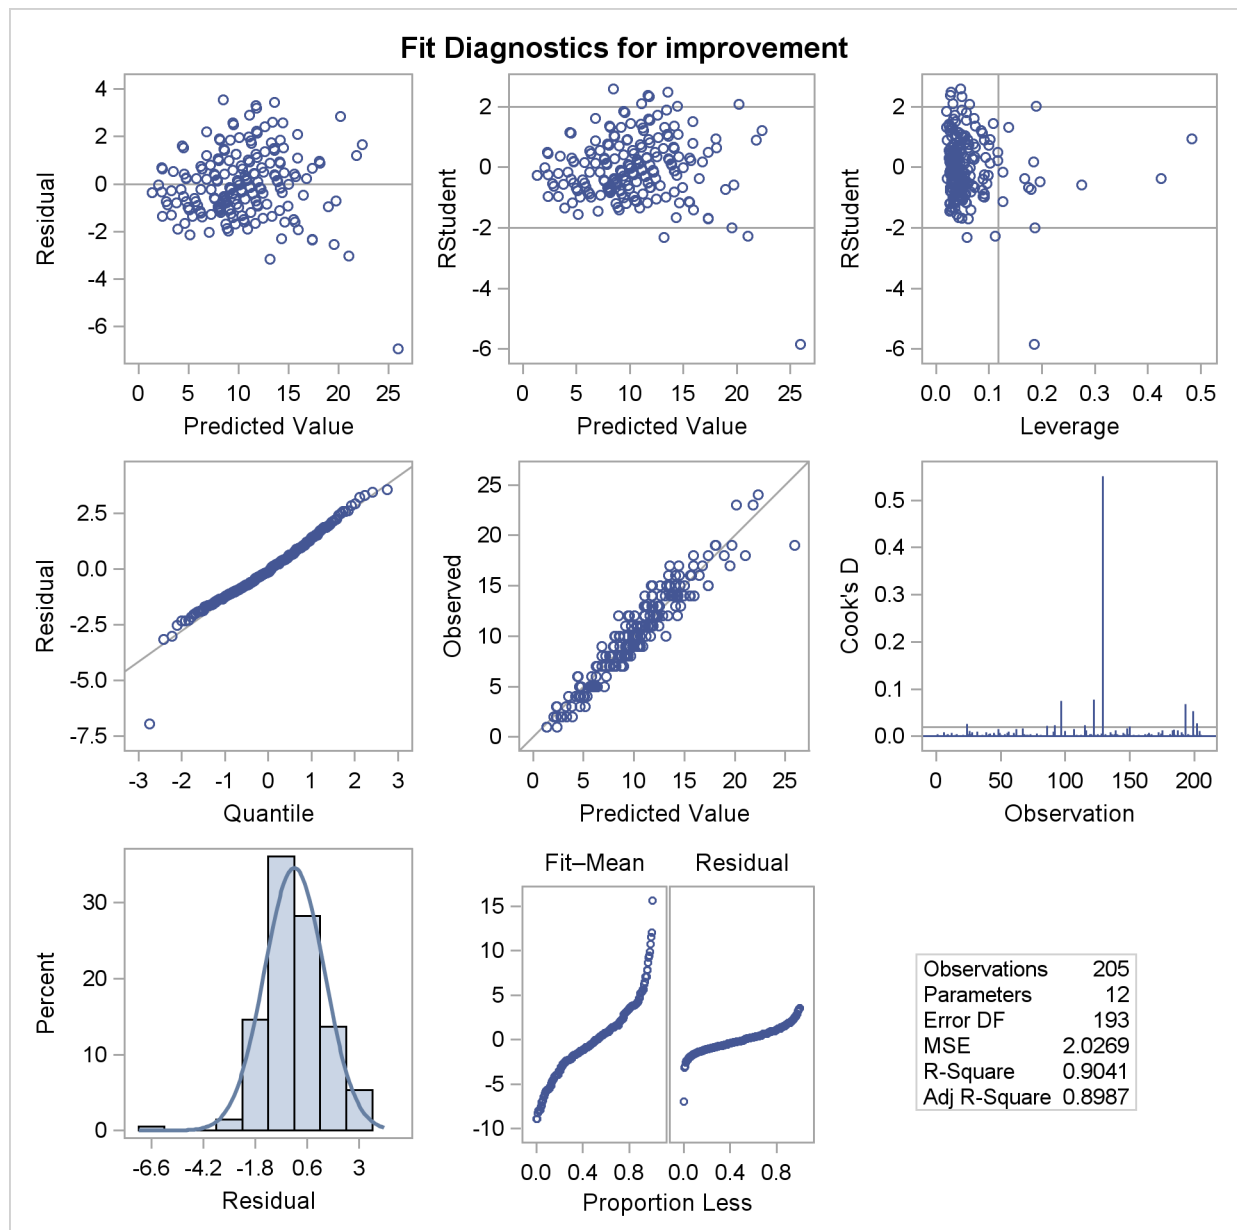 Fit Diagnostics for improvement
4
2
0
-2
-4
-6
Residual
0 5 10 15 20 25
Predicted Value
2
0
-2
-4
-6
RStudent
0 5 10 15 20 25
Predicted Value
2
0
-2
-4
-6
RStudent
0.0 0.1 0.2 0.3 0.4 0.5
Leverage
2.5
0.0
-2.5
-5.0
-7.5
Residual
-3 -2 -1 0 1 2 3
Quantile
25
20
15
10
5
0
Observed
0 5 10 15 20 25
Predicted Value
0.5
0.4
0.3
0.2
0.1
0.0
Cook's D
0 50 100 150 200
Observation
30
20
10
0
Percent
-6.6 -4.2 -1.8 0.6 3
Residual
Fit–Mean Residual
15
10
5
0
-5
-10
0.0 0.4 0.8 0.0 0.4 0.8
Proportion Less
Observations 205
Parameters 12
Error DF 193
MSE 2.0269
R-Square 0.9041
Adj R-Square 0.8987